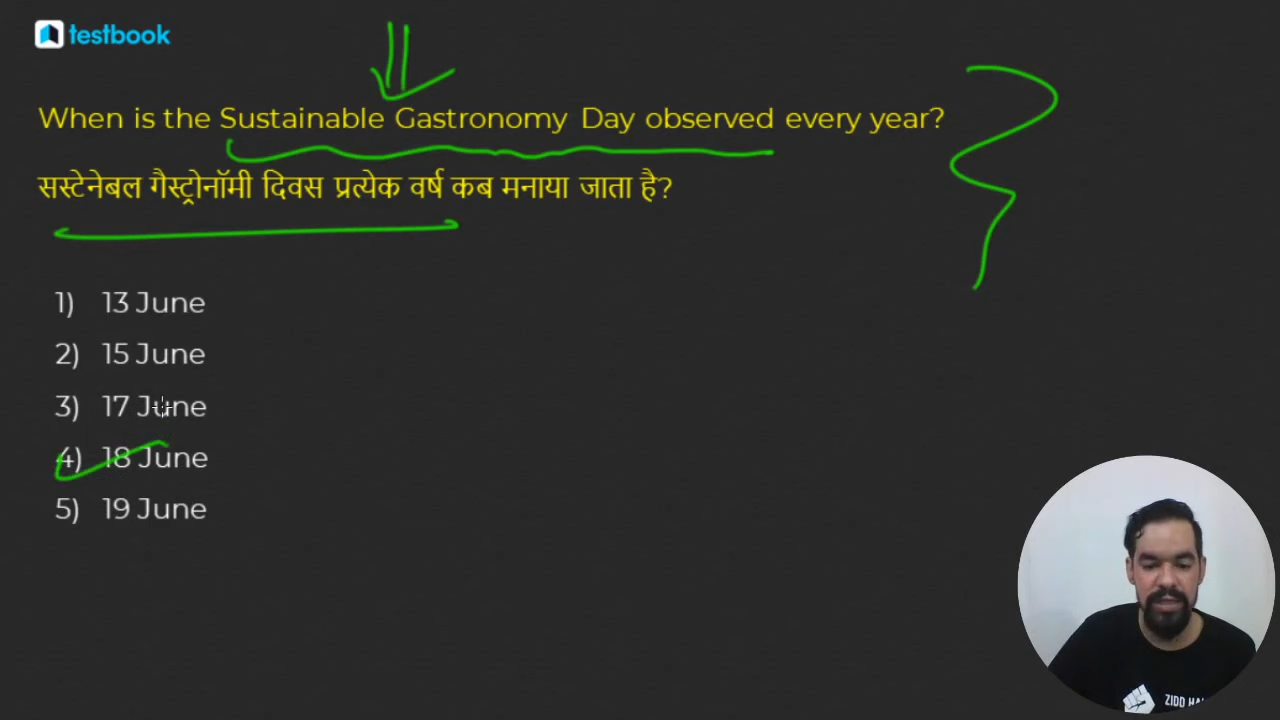 testbook
When is the Sustainable Gastronomy Day observed every year?
सस्टेनेबल गैस्ट्रोनॉमी दिवस प्रत्येक वर्ष कब मनाया जाता है?
1) 13 June
2) 15 June
3) 17 June
4) 18 June
5) 19 June
ZIDD